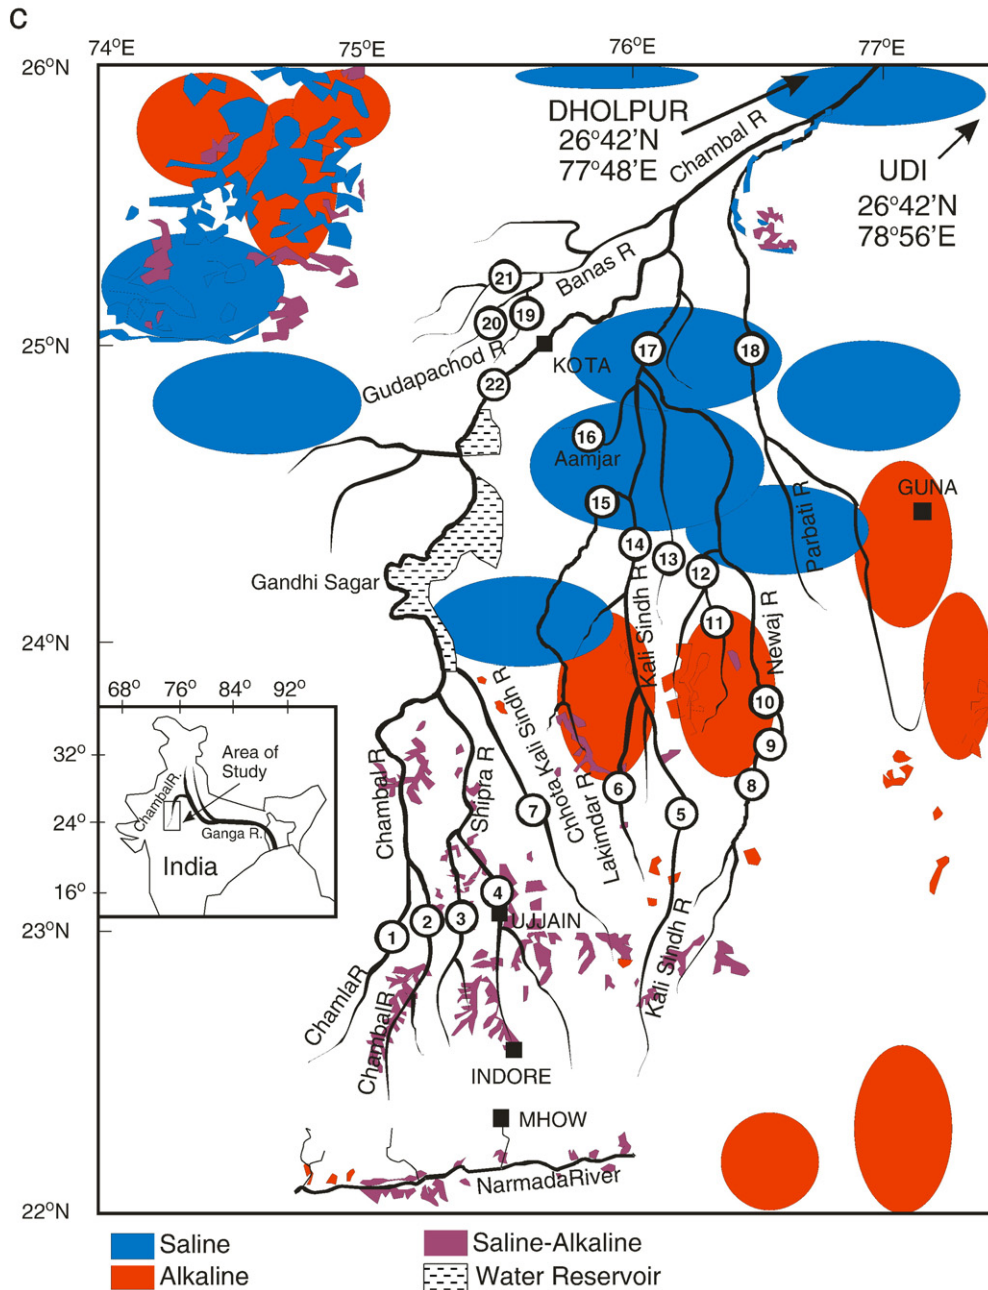 C
74°E 75°E 76°E 77°E
26°N
DHOLPUR
26°42'N
77°48'E
Chambal R
UDI
26°42'N
78°56'E
Banas R
21
19
20
25°N
17
18
KOTA
Gudapachod R
22
16
Aamjar
GUNA
15
Parbati R
14
13
12
Gandhi Sagar
Kali Sindh R
11
24°N
Newaj R
68° 76° 84° 92°
10
9
Chhota Kali Sindh R
Chambal R
Shipra R
Lakindar R
32°
Area of
Study
ChambalR.
6
8
7
5
24°
Ganga R.
India
16°
4
23°N
1
2
3
UJJAIN
ChamlaR
ChambalR
Kali Sindh R
INDORE
MHOW
NarmadaRiver
22°N
Saline
Saline-Alkaline
Alkaline
Water Reservoir